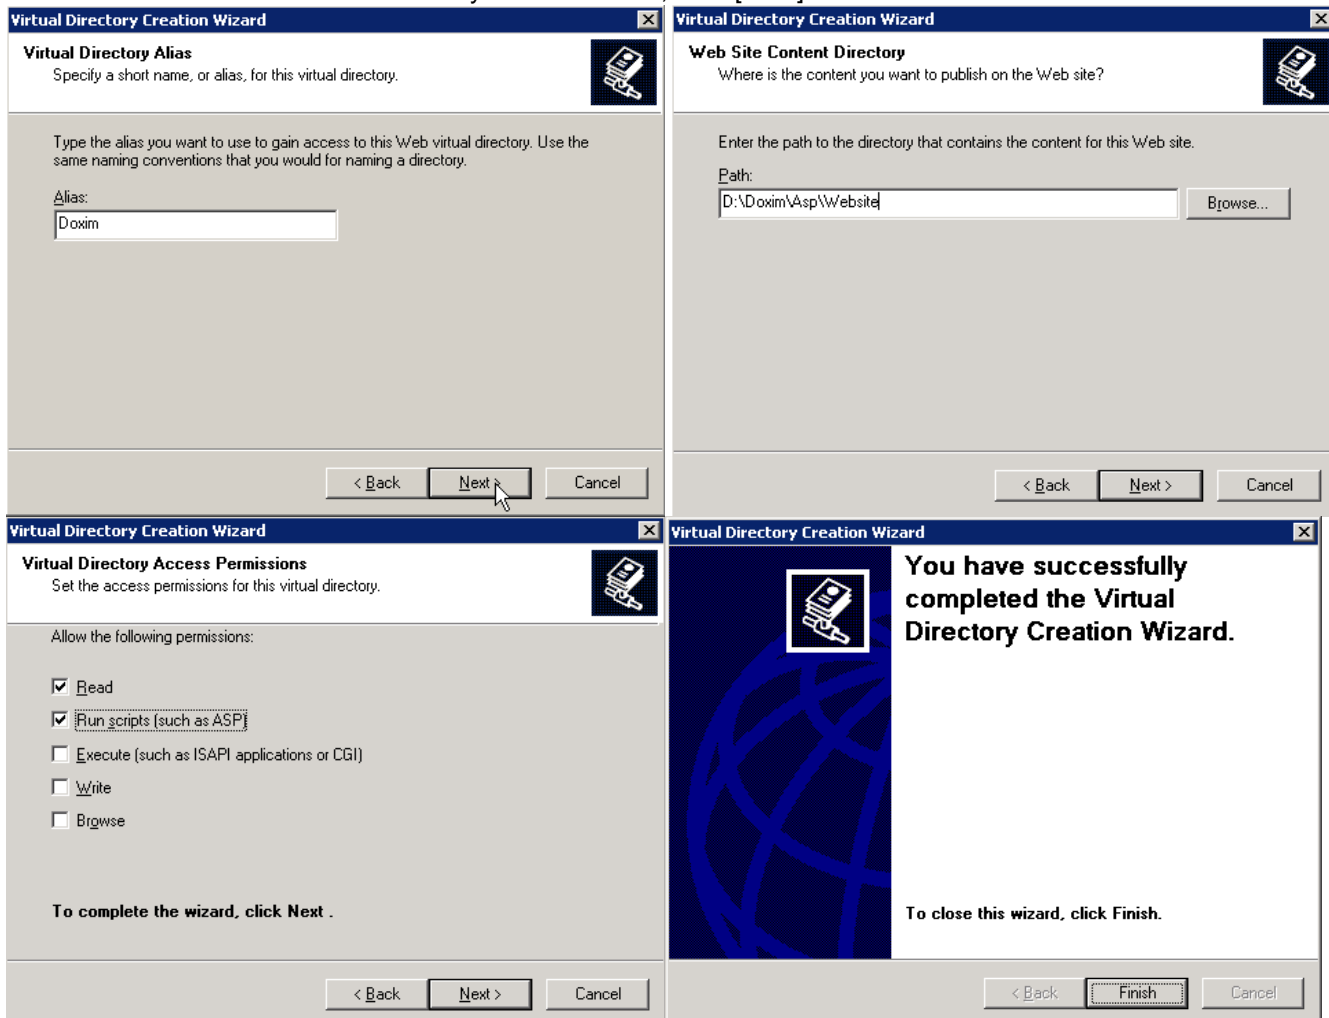 Virtual Directory Creation Wizard
Virtual Directory Alias
Specify a short name, or alias, for this virtual directory.
Type the alias you want to use to gain access to this Web virtual directory. Use the
same naming conventions that you would for naming a directory.
Alias:
Doxim
< Back
Next >
Cancel
Virtual Directory Creation Wizard
Web Site Content Directory
Where is the content you want to publish on the Web site?
Enter the path to the directory that contains the content for this Web site.
Path:
D:\Doxim\Asp\Website
Browse...
< Back
Next >
Cancel
Virtual Directory Creation Wizard
Virtual Directory Access Permissions
Set the access permissions for this virtual directory.
Allow the following permissions:
Read
Run scripts (such as ASP)
Execute (such as ISAPI applications or CGI)
Write
Browse
To complete the wizard, click Next .
< Back
Next >
Cancel
Virtual Directory Creation Wizard
You have successfully
completed the Virtual
Directory Creation Wizard.
To close this wizard, click Finish.
< Back
Finish
Cancel